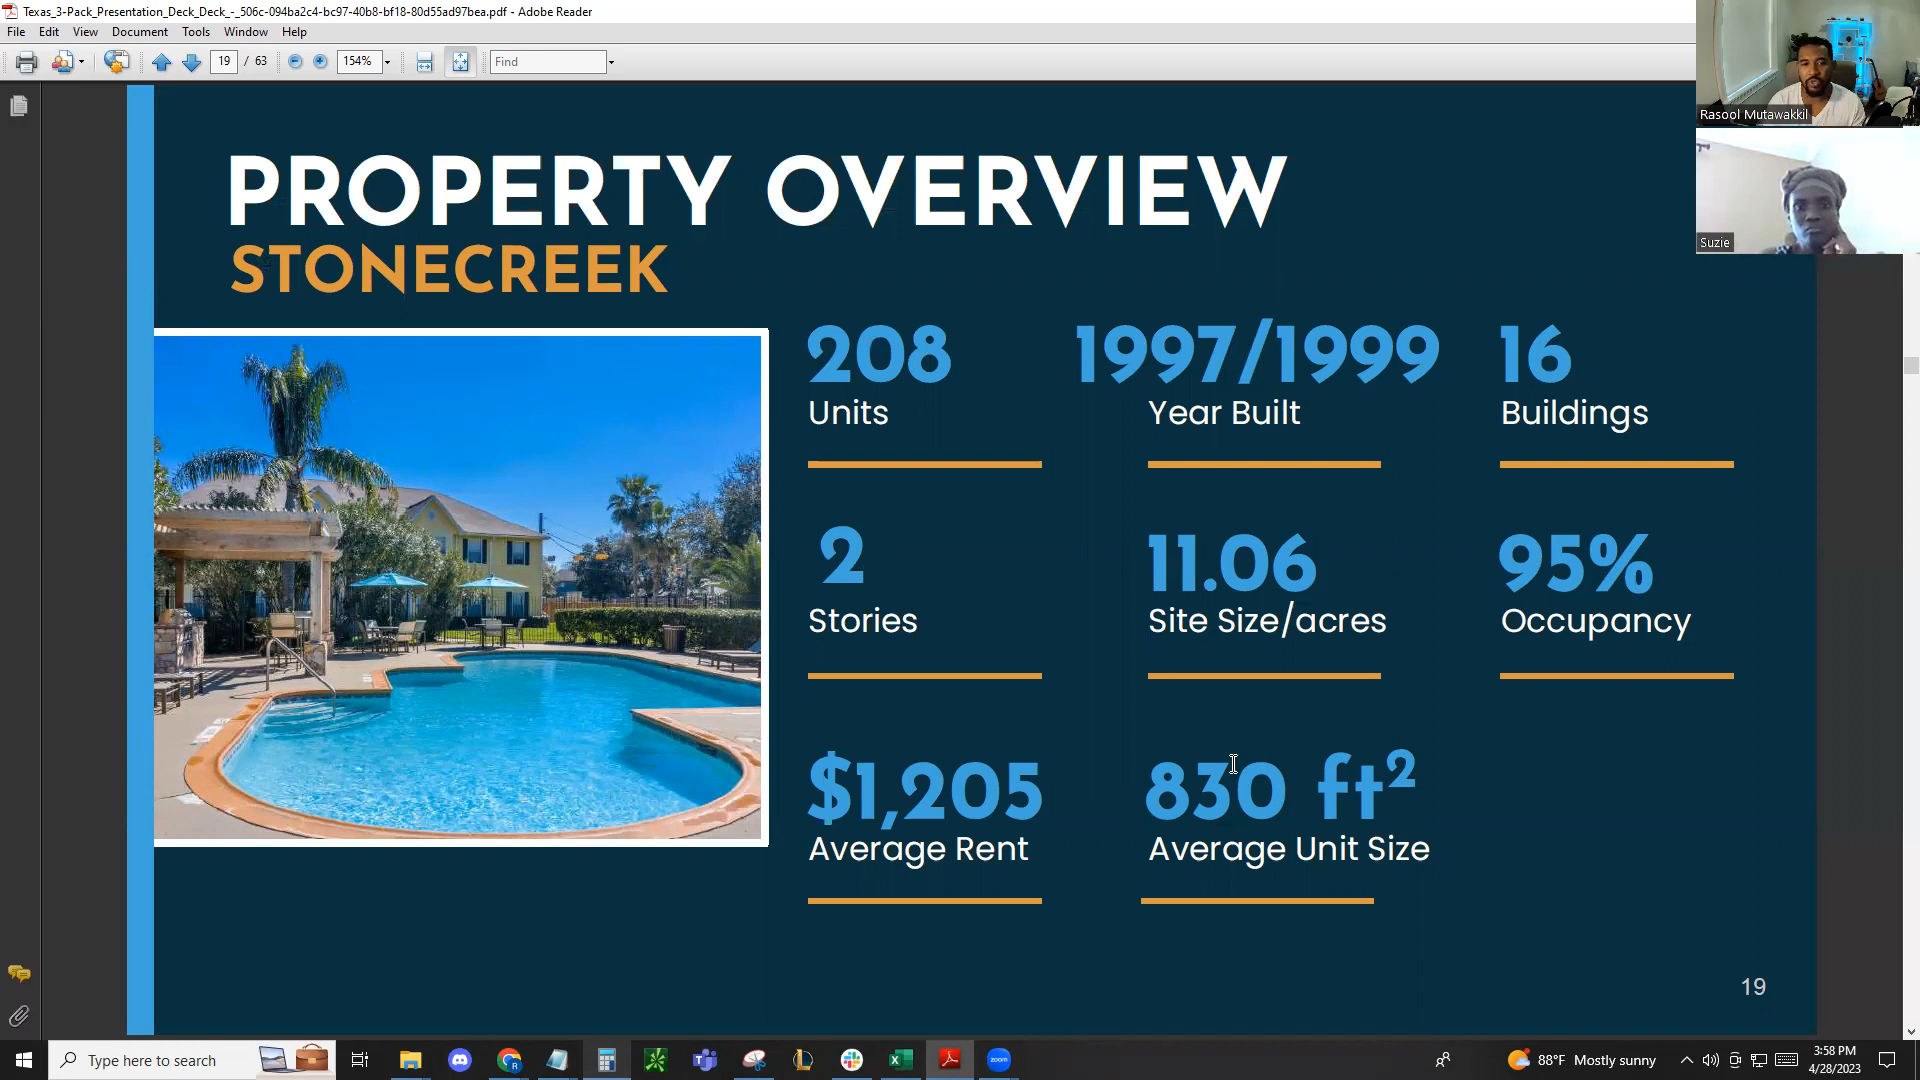 Texas_3-Pack_Presentation_Deck_Deck_-_506c-094ba2c4-bc97-40b8-bf18-80d55ad97bea.pdf - Adobe Reader
File Edit View Document Tools Window Help
19 / 63 154% Find
Rasool Mutawakkil
Suzie
PROPERTY OVERVIEW
STONECREEK
208 1997/1999 16
Units Year Built Buildings
2 11.06 95%
Stories Site Size/acres Occupancy
$1,205 830 ft²
Average Rent Average Unit Size
19
Type here to search
zoom
88°F Mostly sunny
3:58 PM
4/28/2023